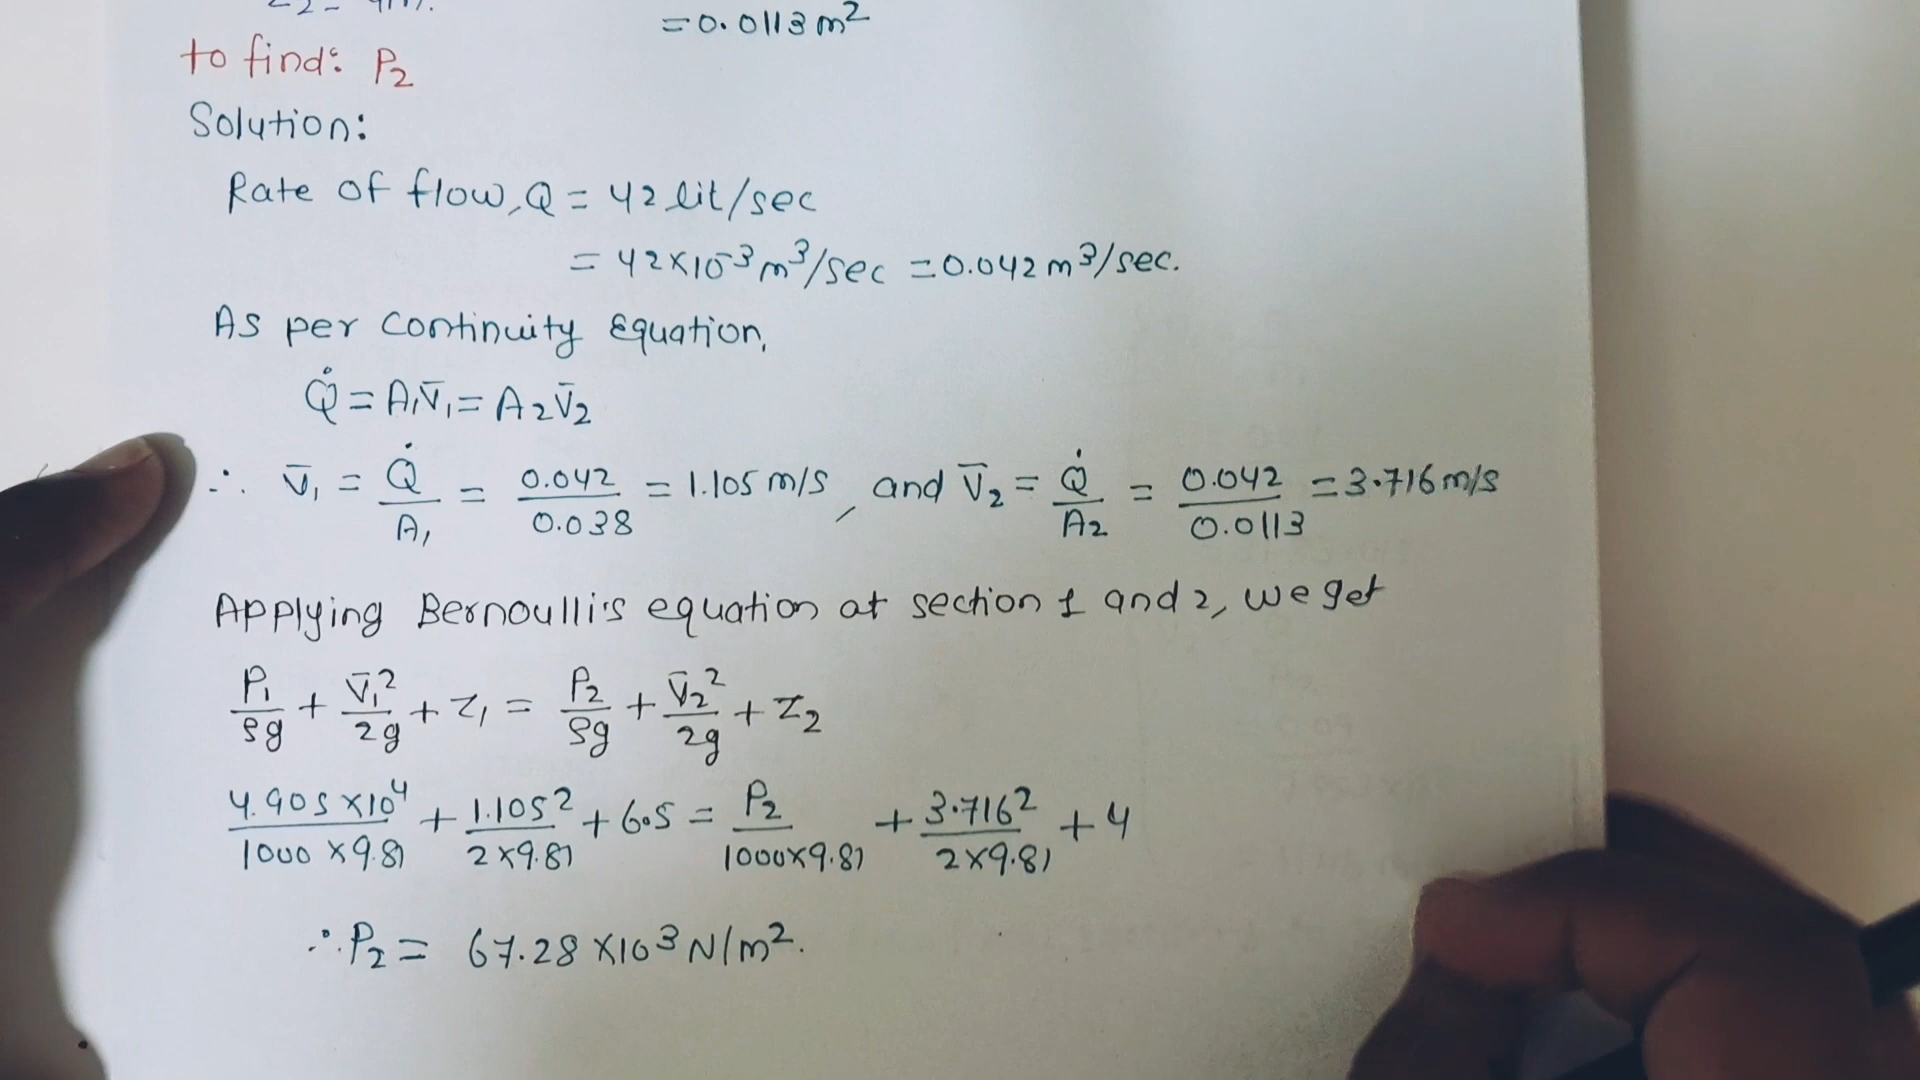 = 0.0113 m²
to find: P₂
Solution:
Rate of flow, Q = 42 lit/sec
= 42×10⁻³ m³/sec = 0.042 m³/sec.
As per Continuity Equation,
Q̇ = A₁V̄₁ = A₂V̄₂
∴ V̄₁ = Q̇/A₁ = 0.042/0.038 = 1.105 m/s, and V̄₂ = Q̇/A₂ = 0.042/0.0113 = 3.716 m/s
Applying Bernoulli's equation at section 1 and 2, we get
P₁/ρg + V̄₁²/2g + Z₁ = P₂/ρg + V̄₂²/2g + Z₂
4.905×10⁴/1000×9.81 + 1.105²/2×9.81 + 6.5 = P₂/1000×9.81 + 3.716²/2×9.81 + 4
∴ P₂ = 67.28×10³ N/m².